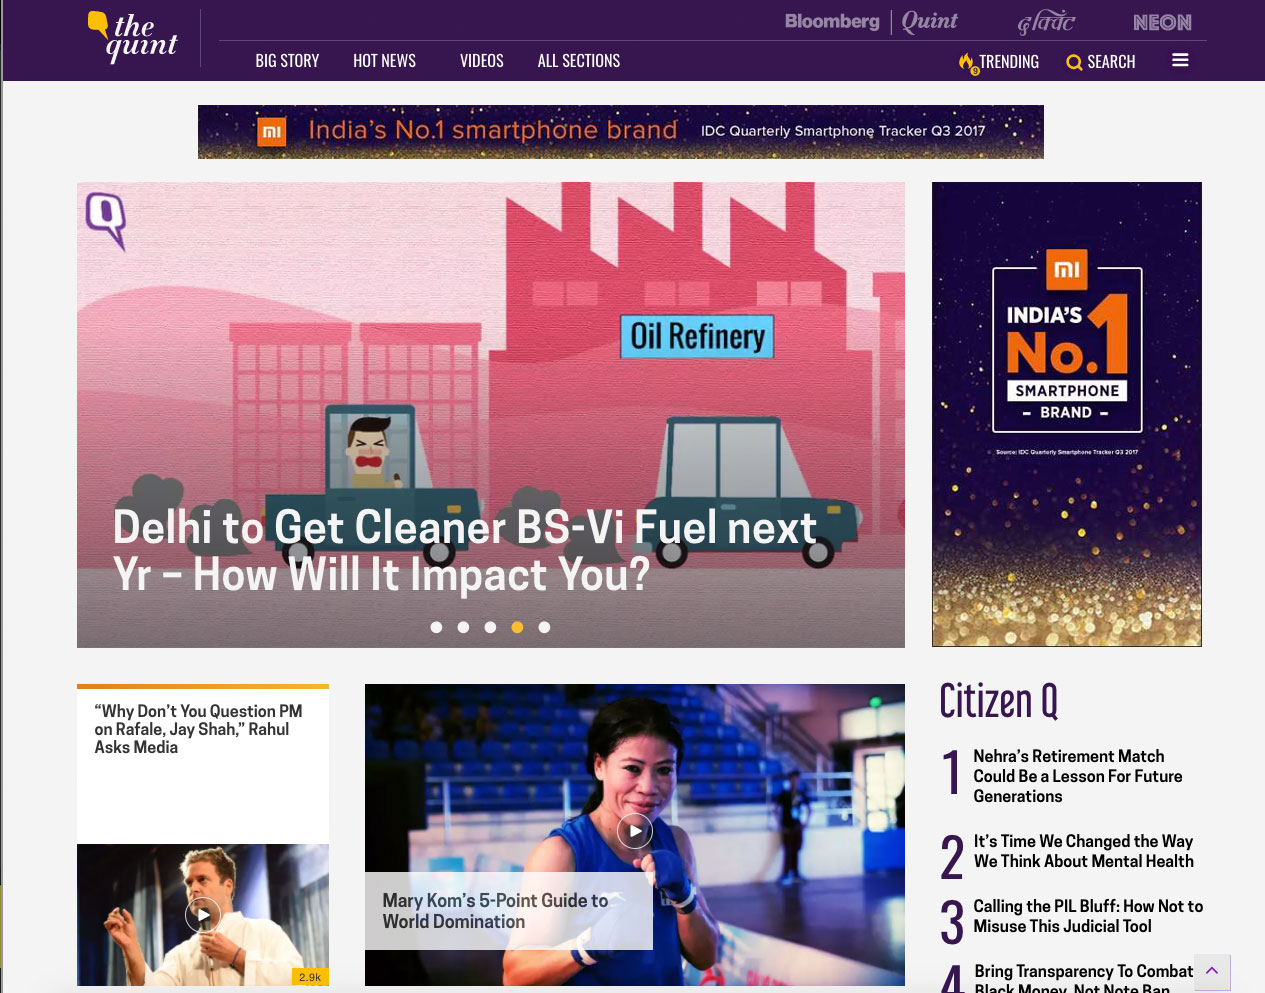 the
quint
Bloomberg | Quint
द क्विंट
NEON
BIG STORY
HOT NEWS
VIDEOS
ALL SECTIONS
9
TRENDING
SEARCH
mi
India's No.1 smartphone brand
IDC Quarterly Smartphone Tracker Q3 2017
Q
Oil Refinery
Delhi to Get Cleaner BS-Vi Fuel next
Yr – How Will It Impact You?
mi
INDIA'S
No.1
SMARTPHONE
- BRAND -
Source: IDC Quarterly Smartphone Tracker Q3 2017
“Why Don’t You Question PM
on Rafale, Jay Shah,” Rahul
Asks Media
2.9k
Mary Kom’s 5-Point Guide to
World Domination
Citizen Q
1
Nehra’s Retirement Match
Could Be a Lesson For Future
Generations
2
It’s Time We Changed the Way
We Think About Mental Health
3
Calling the PIL Bluff: How Not to
Misuse This Judicial Tool
4
Bring Transparency To Combat
Black Money, Not Note Ban